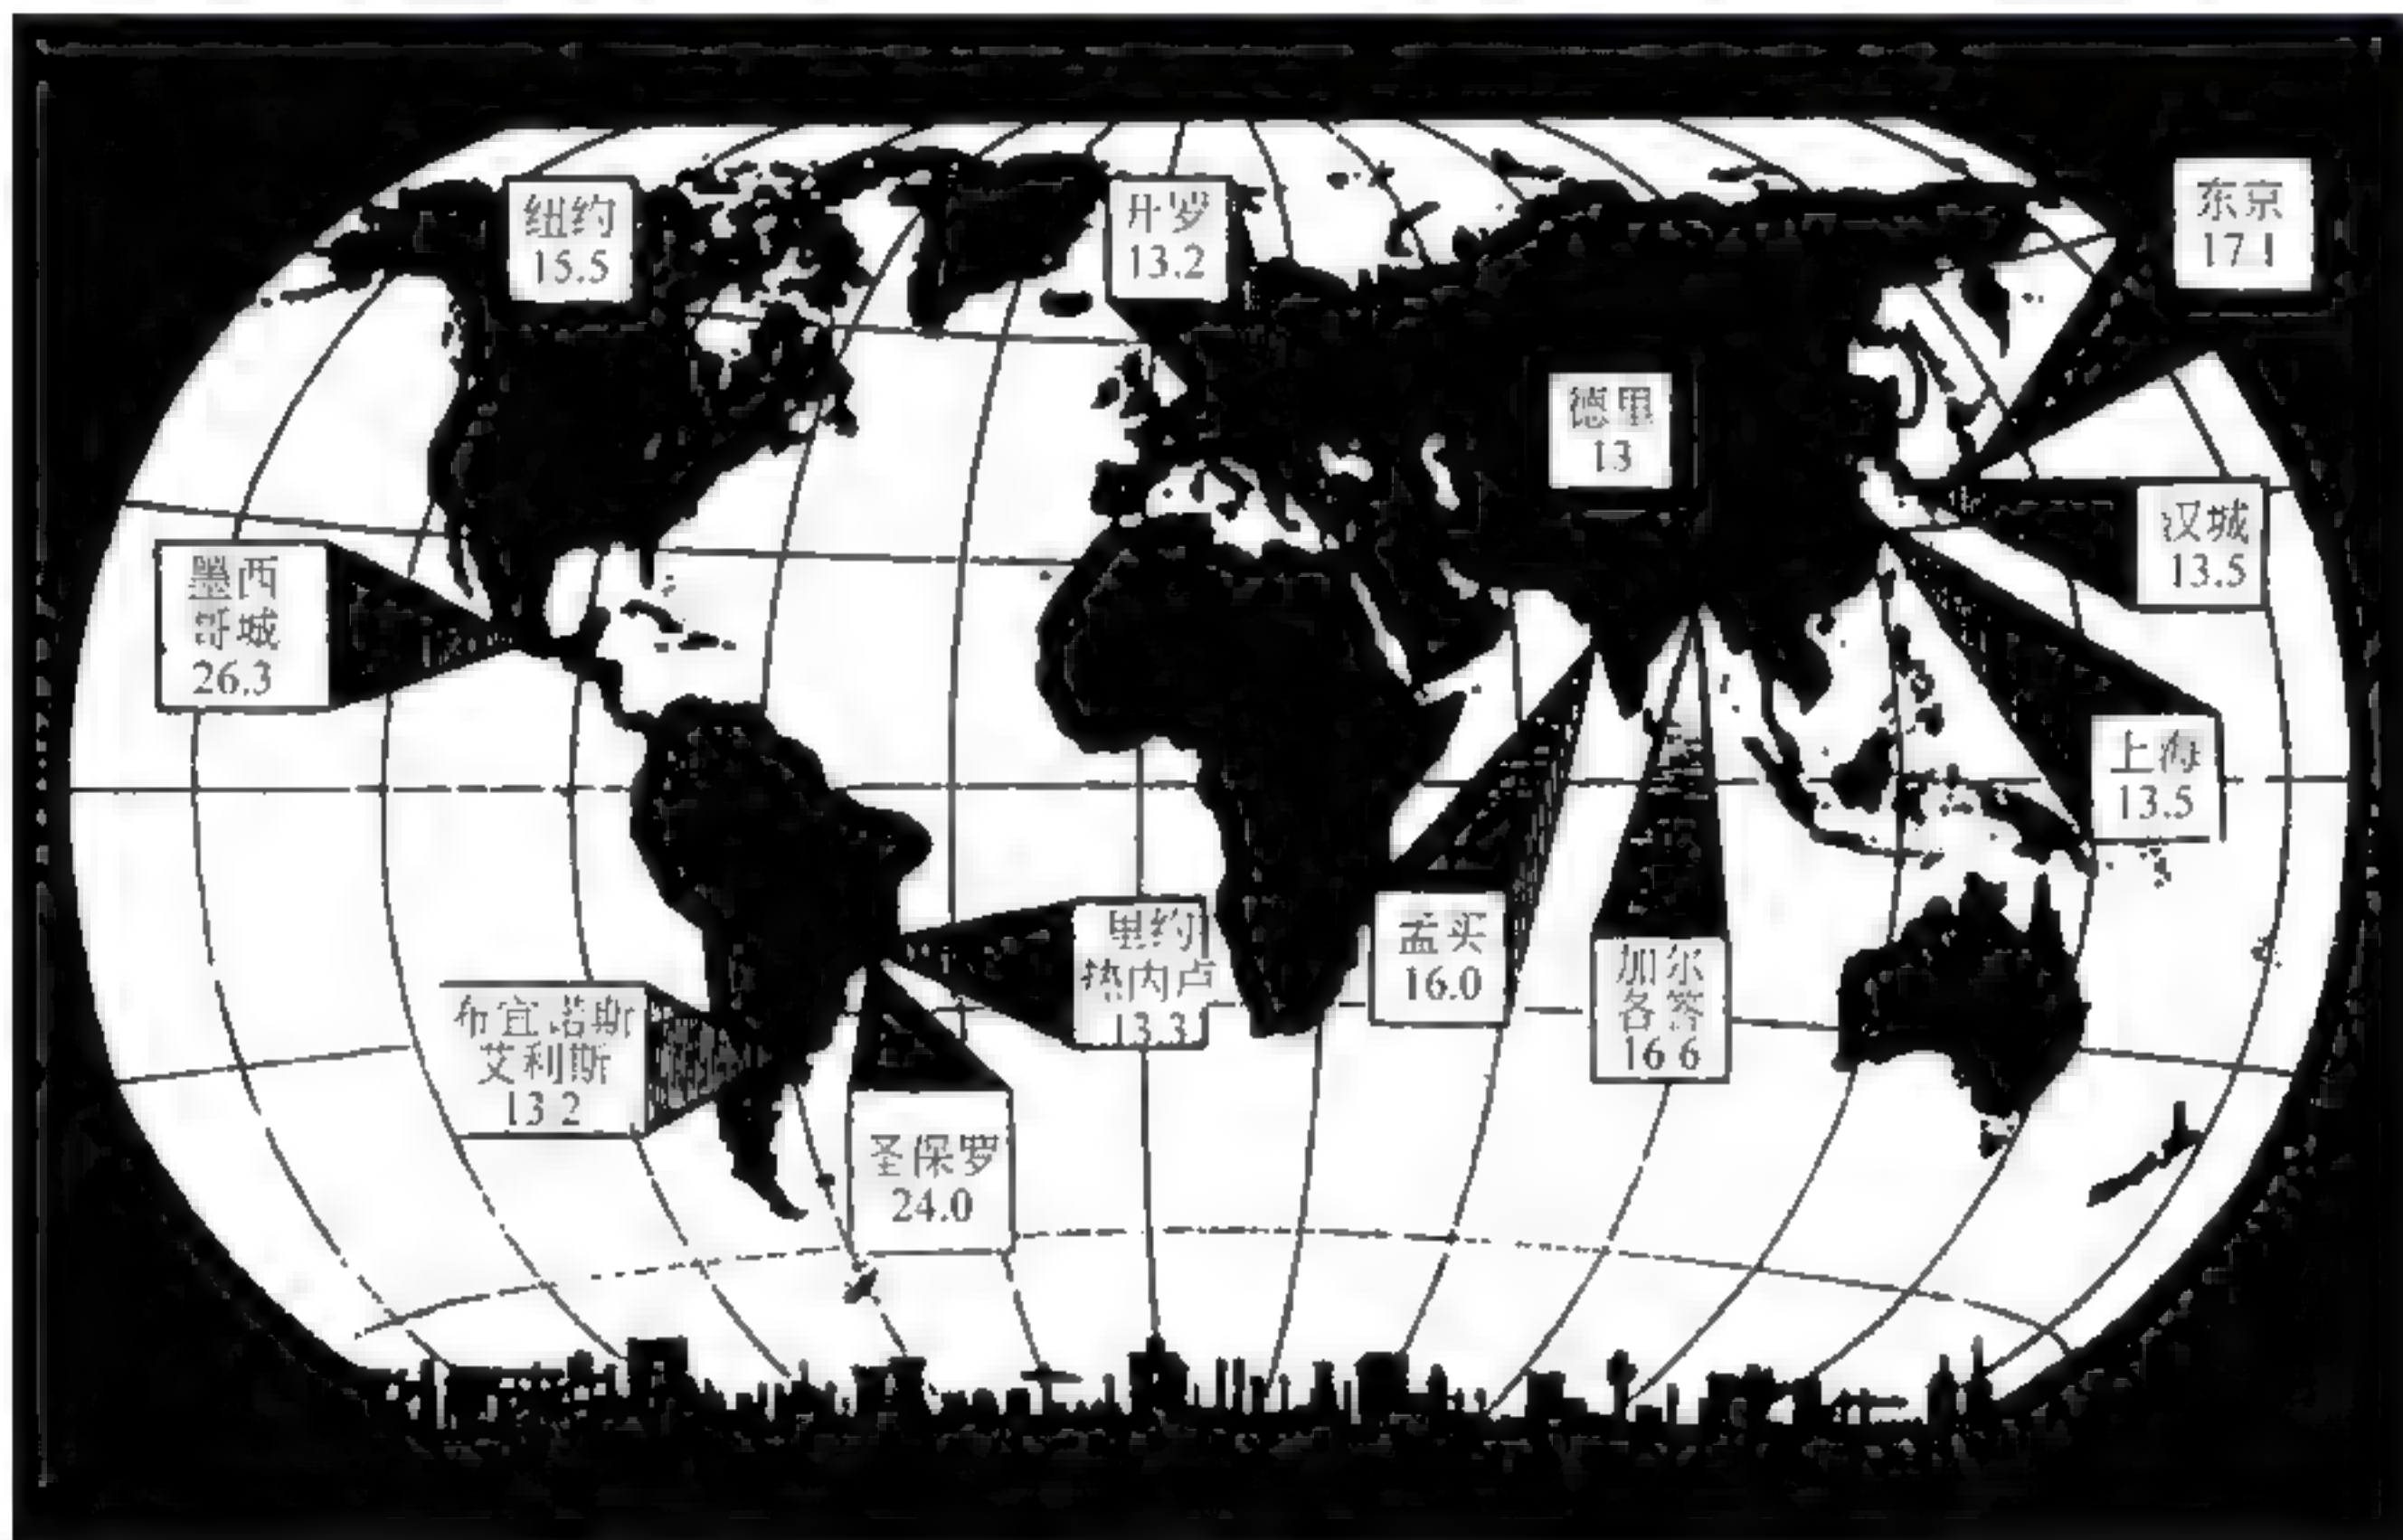 纽约
15.5
开罗
13.2
东京
17.1
德里
13
汉城
13.5
墨西
哥城
26.3
上海
13.5
里约
热内卢
13.3
孟买
16.0
加尔
各答
16.6
布宜诺斯
艾利斯
13.2
圣保罗
24.0